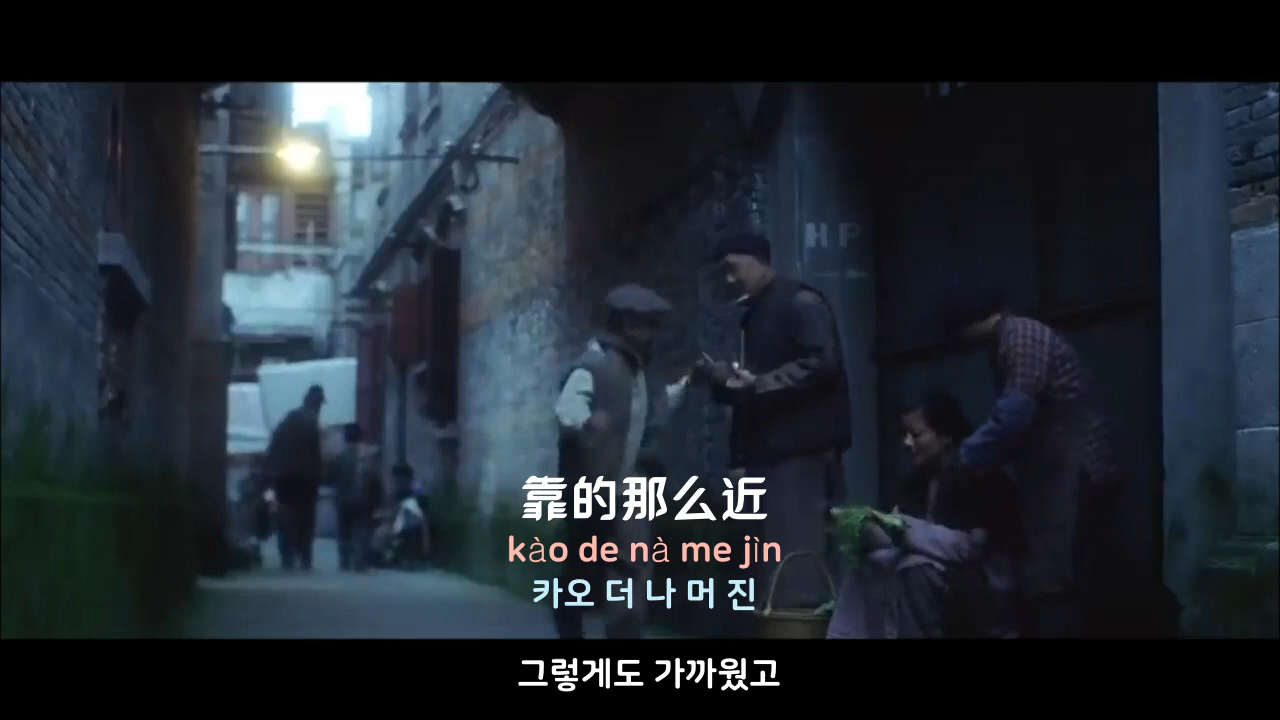 HP
靠的那么近
kào de nà me jìn
카오 더 나 머 진
그렇게도 가까웠고